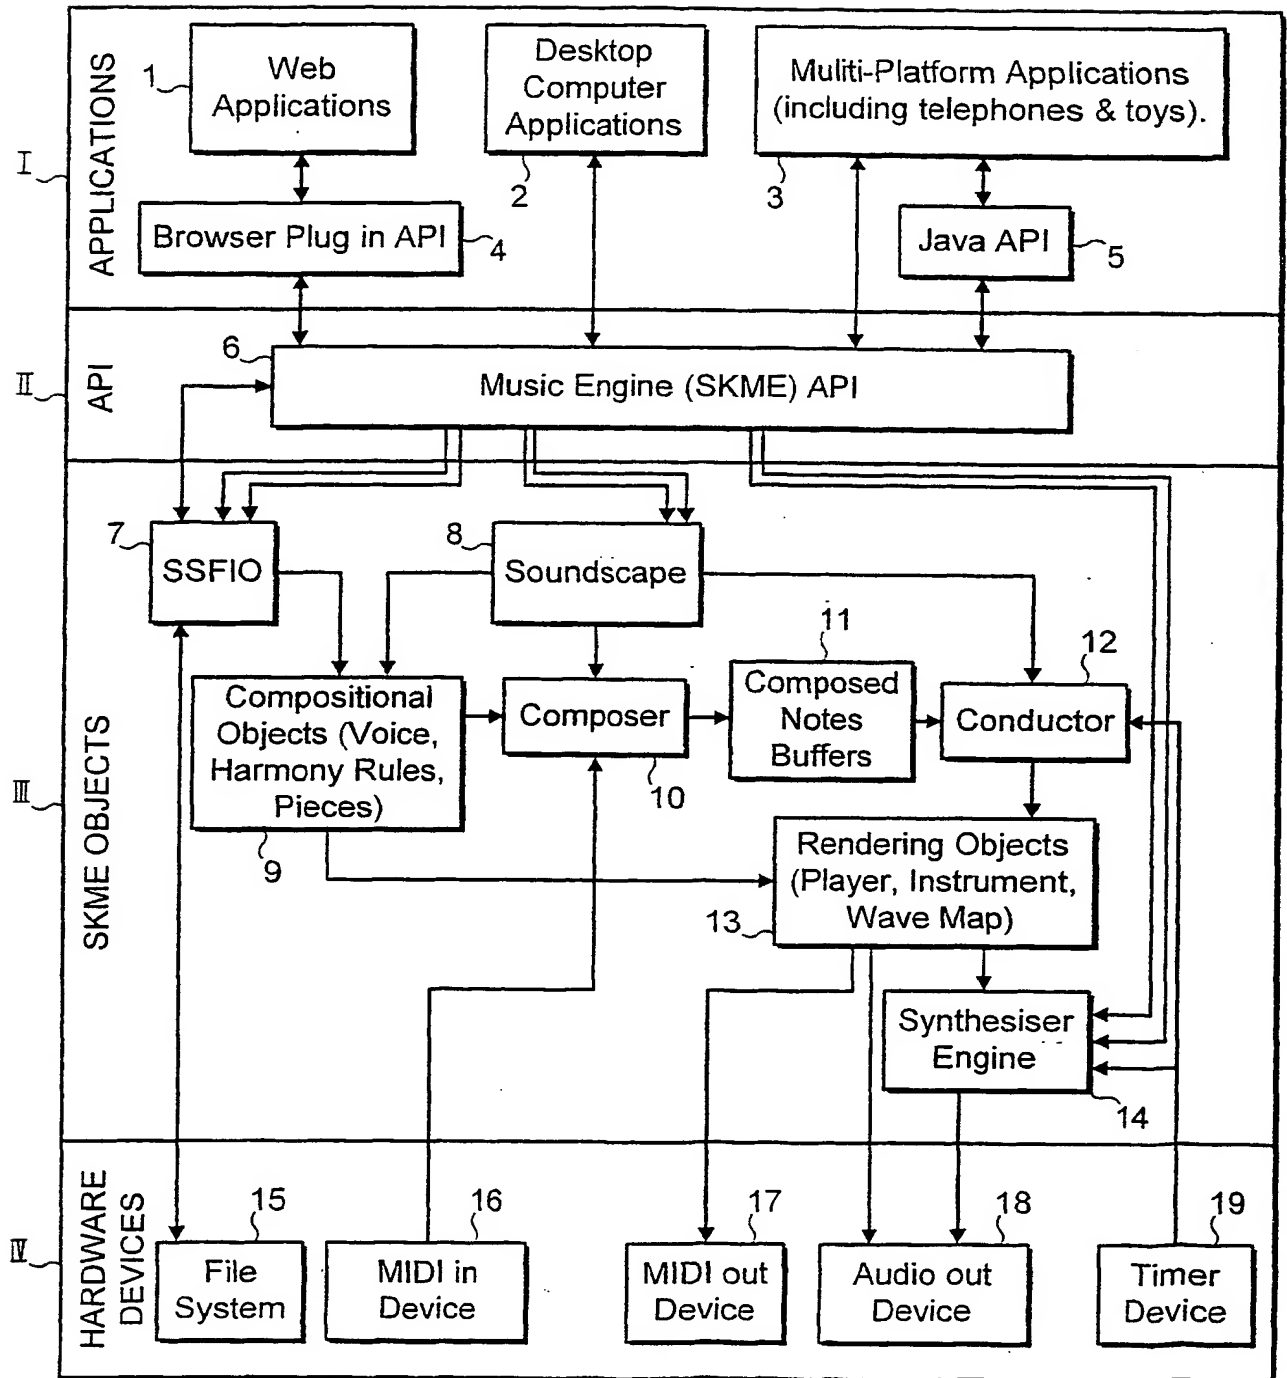 I
APPLICATIONS
1
Web
Applications
Desktop
Computer
Applications
2
Muliti-Platform Applications
(including telephones & toys).
3
Browser Plug in API
4
Java API
5
II
API
6
Music Engine (SKME) API
III
SKME OBJECTS
7
SSFIO
8
Soundscape
Compositional
Objects (Voice,
Harmony Rules,
Pieces)
9
Composer
10
11
Composed
Notes
Buffers
12
Conductor
Rendering Objects
(Player, Instrument,
Wave Map)
13
Synthesiser
Engine
14
IV
HARDWARE
DEVICES
15
File
System
16
MIDI in
Device
17
MIDI out
Device
18
Audio out
Device
19
Timer
Device